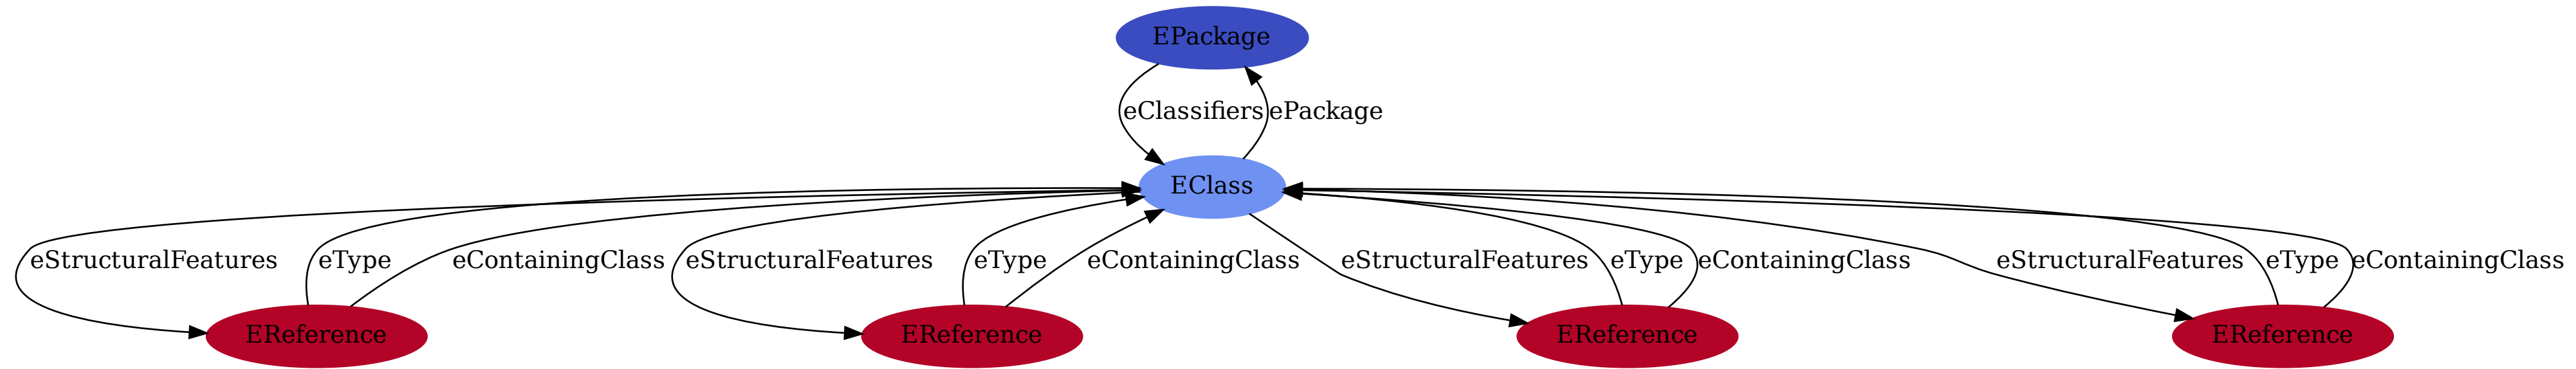 EPackage
eClassifiers ePackage
EClass
eStructuralFeatures eType eContainingClass eStructuralFeatures eType eContainingClass eStructuralFeatures eType eContainingClass eStructuralFeatures eType eContainingClass
EReference EReference EReference EReference